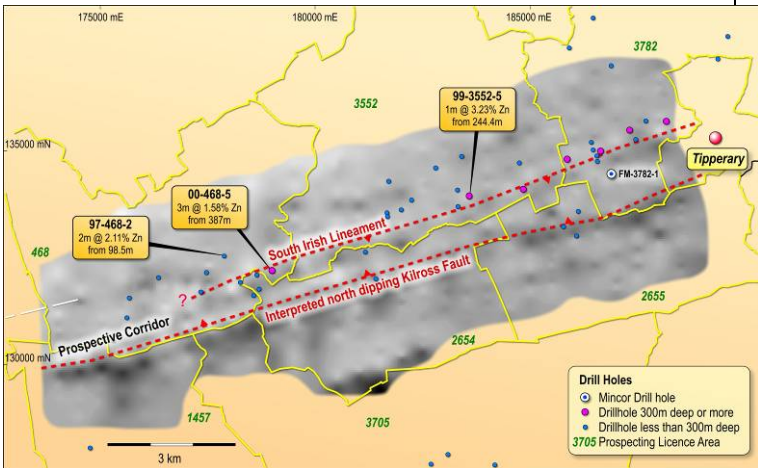 175000 mE
180000 mE
185000 mE
3782
99-3552-5
1m @ 3.23% Zn
from 244.4m
3552
135000 mN
Tipperary
FM-3782-1
00-468-5
3m @ 1.58% Zn
from 387m
97-468-2
2m @ 2.11% Zn
from 98.5m
468
South Irish Lineament
?
Interpreted north dipping Kilross Fault
2655
Prospective Corridor
2654
130000 mN
1457
3705
3 km
Drill Holes
Mincor Drill hole
Drillhole 300m deep or more
Drillhole less than 300m deep
3705 Prospecting Licence Area